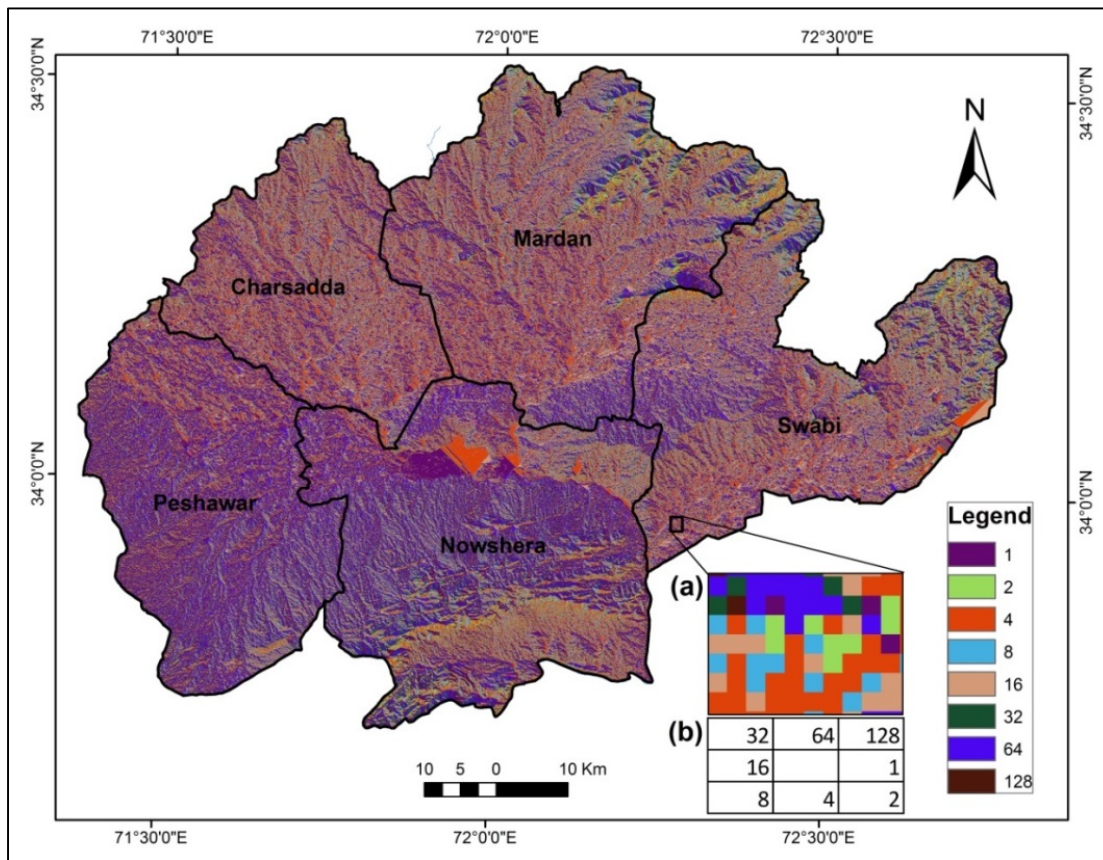 71°30'0"E 72°0'0"E 72°30'0"E
34°30'0"N 34°30'0"N
N
Mardan
Charsadda
Swabi
34°0'0"N 34°0'0"N
Peshawar
Nowshera
Legend
1
2
4
8
16
32
64
128
(a)
(b)
32 64 128
16 1
8 4 2
10 5 0 10 Km
71°30'0"E 72°0'0"E 72°30'0"E